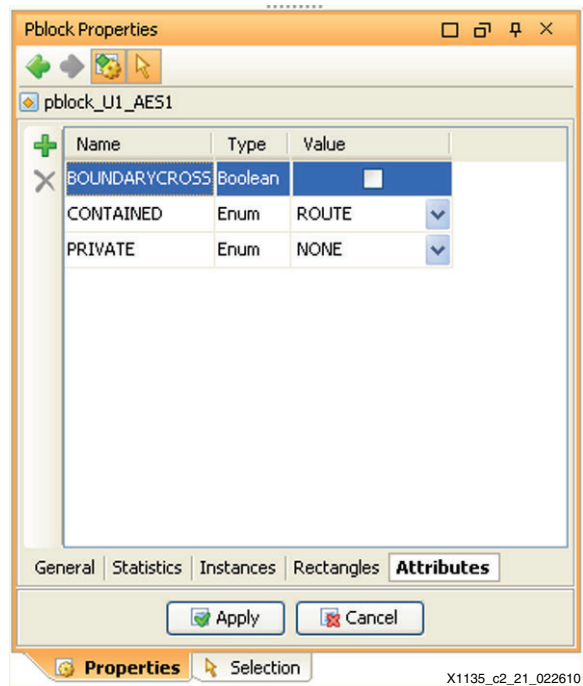 Pblock Properties
pblock_U1_AES1
Name Type Value
BOUNDARYCROSS Boolean
CONTAINED Enum ROUTE
PRIVATE Enum NONE
General Statistics Instances Rectangles Attributes
Apply Cancel
Properties Selection
X1135_c2_21_022610